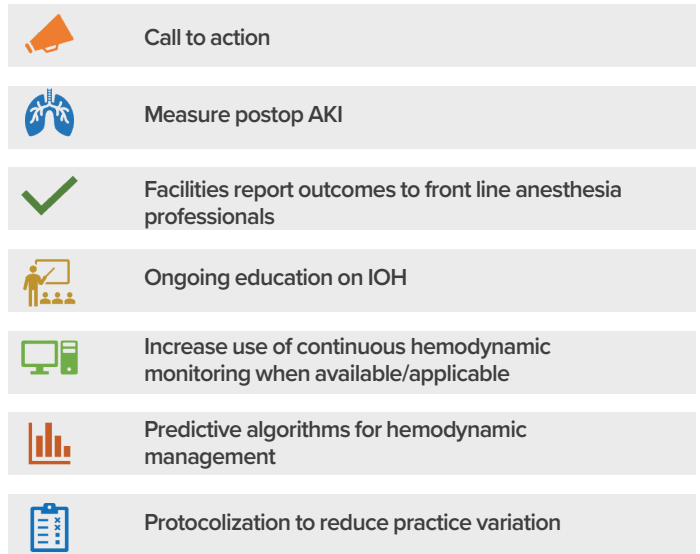 Call to action
Measure postop AKI
Facilities report outcomes to front line anesthesia
professionals
Ongoing education on IOH
Increase use of continuous hemodynamic
monitoring when available/applicable
Predictive algorithms for hemodynamic
management
Protocolization to reduce practice variation